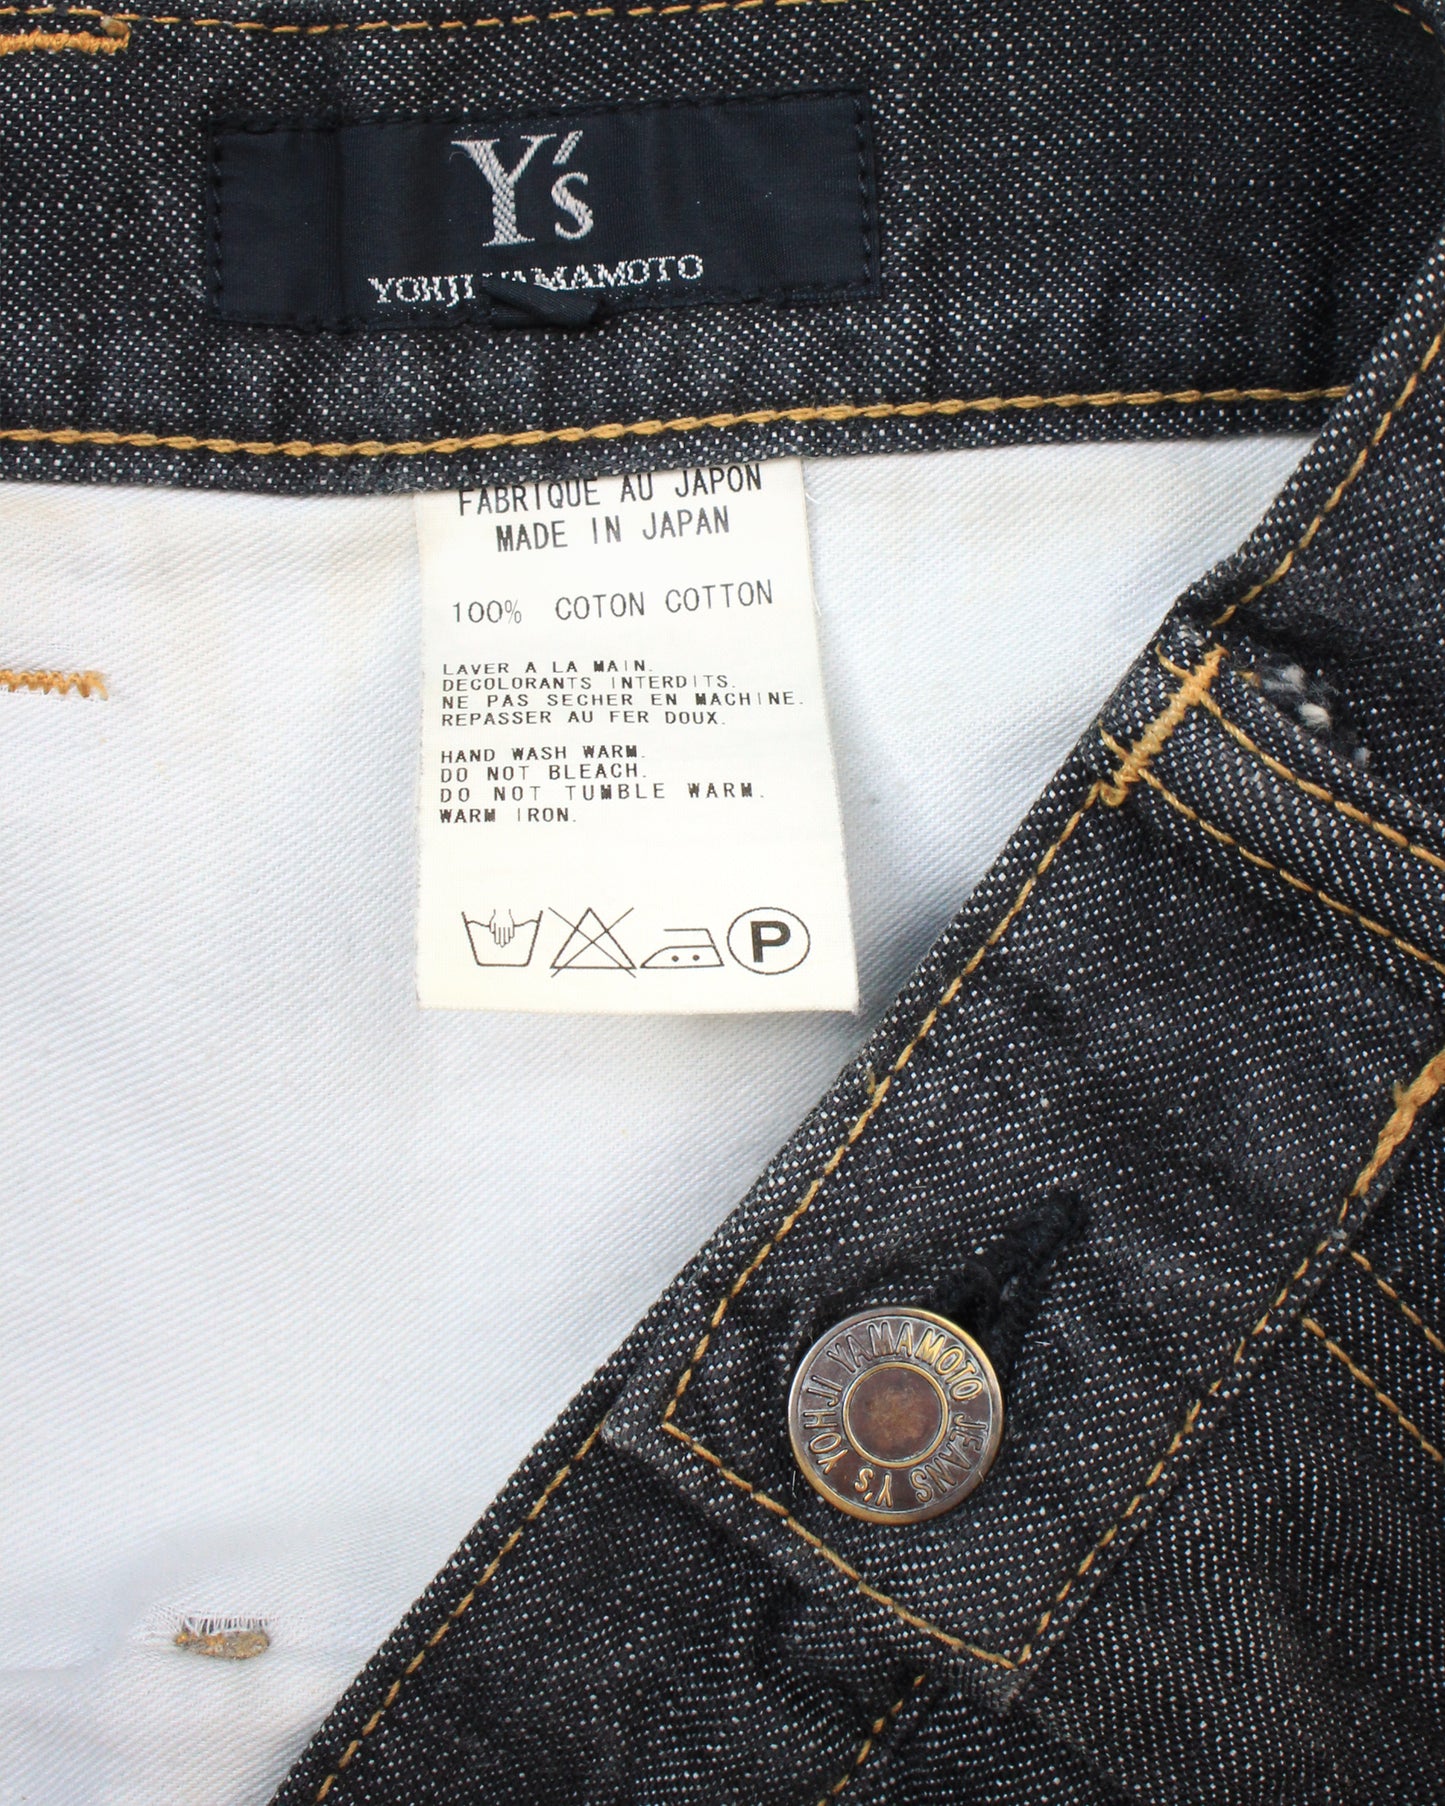 Y's
YOHJI YAMAMOTO
FABRIQUE AU JAPON
MADE IN JAPAN
100% COTON COTTON
LAVER A LA MAIN.
DECOLORANTS INTERDITS.
NE PAS SECHER EN MACHINE.
REPASSER AU FER DOUX.
HAND WASH WARM.
DO NOT BLEACH.
DO NOT TUMBLE WARM.
WARM IRON.
P
Y'S YOHJI YAMAMOTO JEANS